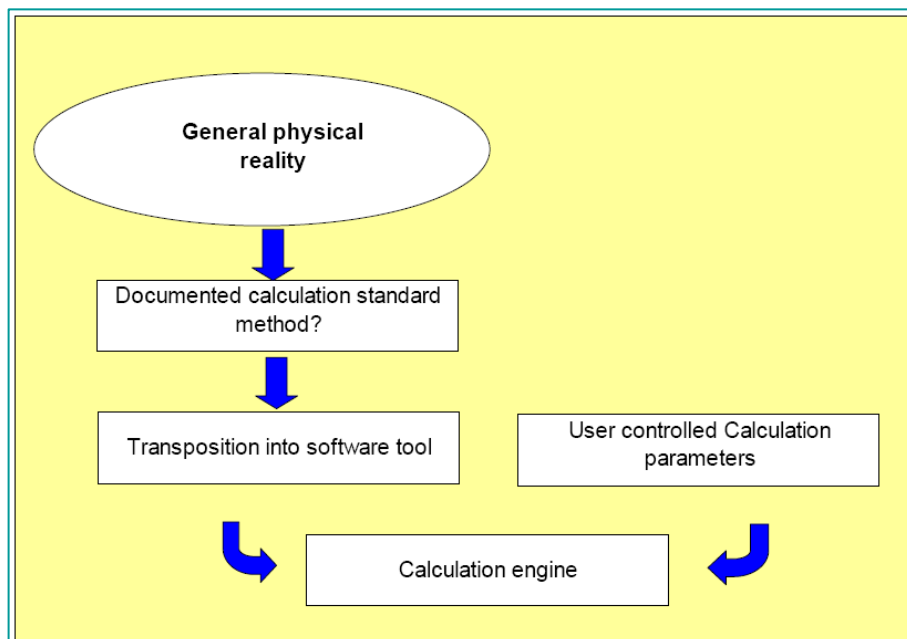 General physical
reality
Documented calculation standard
method?
Transposition into software tool
User controlled Calculation
parameters
Calculation engine